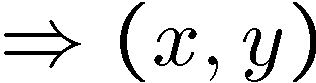 ⇒ (x, y)